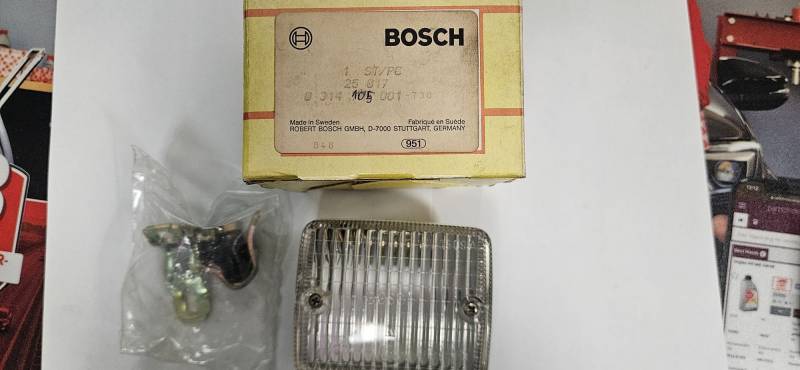 BOSCH
1 ST/PC
25 017
0 314 105 001-730
Made in Sweden Fabriqué en Suède
ROBERT BOSCH GMBH, D-7000 STUTTGART, GERMANY
848 951